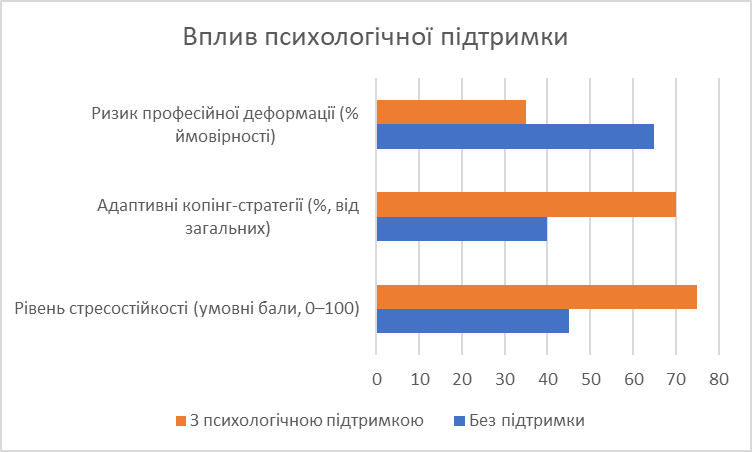 Вплив психологічної підтримки
Ризик професійної деформації (%
ймовірності)
Адаптивні копінг-стратегії (%, від
загальних)
Рівень стресостійкості (умовні бали, 0–100)
0 10 20 30 40 50 60 70 80
З психологічною підтримкою Без підтримки